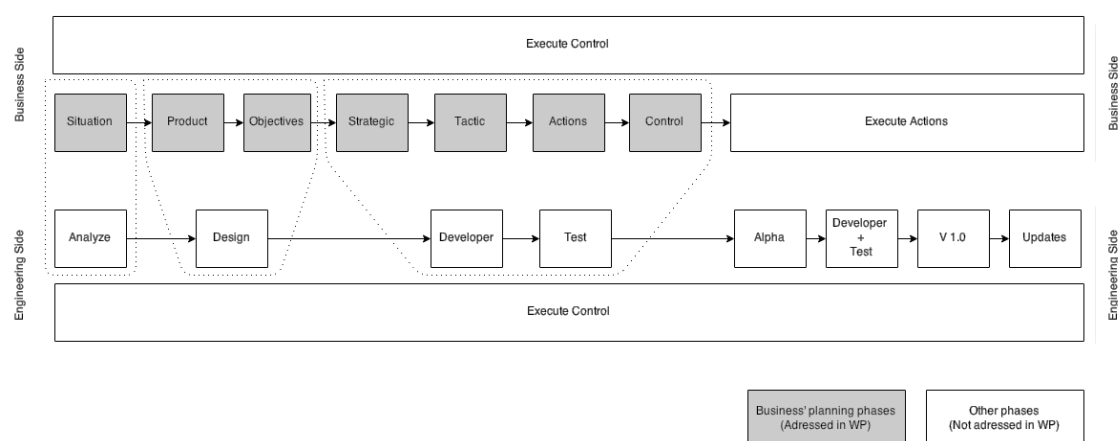 Business Side
Execute Control
Business Side
Situation
Product
Objectives
Strategic
Tactic
Actions
Control
Execute Actions
Engineering Side
Analyze
Design
Developer
Test
Alpha
Developer
+
Test
V 1.0
Updates
Engineering Side
Execute Control
Business' planning phases
(Adressed in WP)
Other phases
(Not adressed in WP)